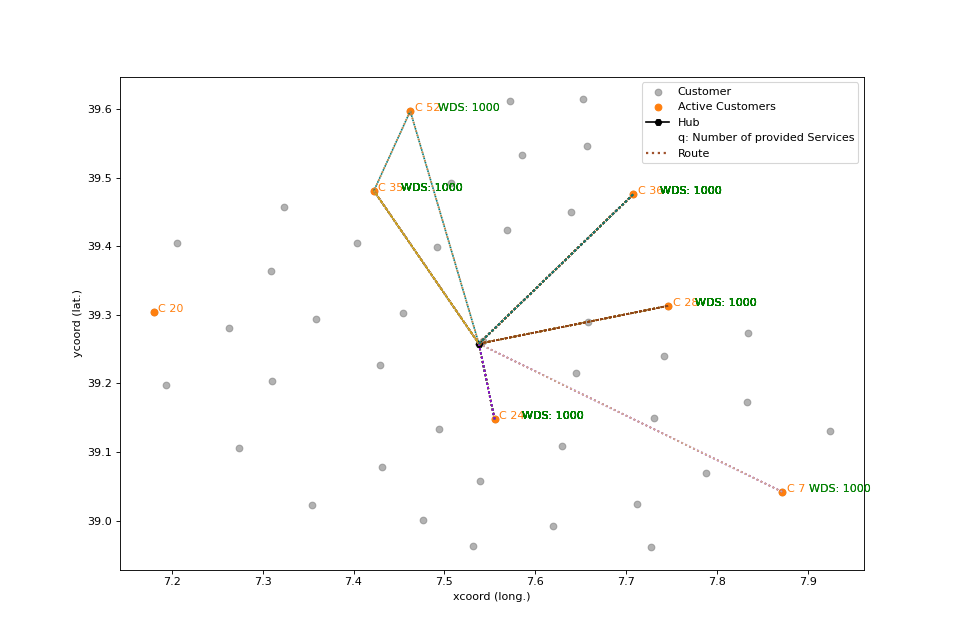 Customer
Active Customers
Hub
q: Number of provided Services
Route
C 52 WDS: 1000
C 35 WDS: 1000
C 36 WDS: 1000
C 20
C 28 WDS: 1000
C 24 WDS: 1000
C 7 WDS: 1000
39.6
39.5
39.4
39.3
39.2
39.1
39.0
ycoord (lat.)
7.2 7.3 7.4 7.5 7.6 7.7 7.8 7.9
xcoord (long.)